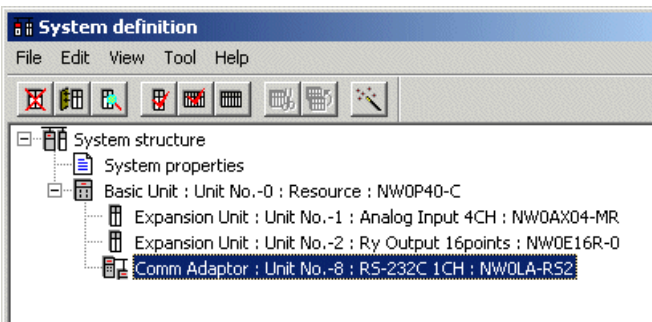 System definition
File Edit View Tool Help
System structure
System properties
Basic Unit : Unit No.-0 : Resource : NW0P40-C
Expansion Unit : Unit No.-1 : Analog Input 4CH : NW0AX04-MR
Expansion Unit : Unit No.-2 : Ry Output 16points : NW0E16R-0
Comm Adaptor : Unit No.-8 : RS-232C 1CH : NW0LA-RS2